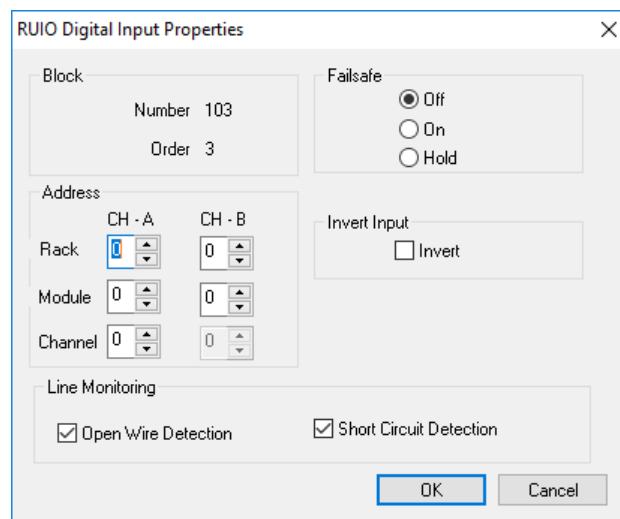 RUIO Digital Input Properties
Block
Number 103
Order 3
Failsafe
Off
On
Hold
Address
CH - A CH - B
Rack 0 0
Module 0 0
Channel 0 0
Invert Input
Invert
Line Monitoring
Open Wire Detection Short Circuit Detection
OK Cancel